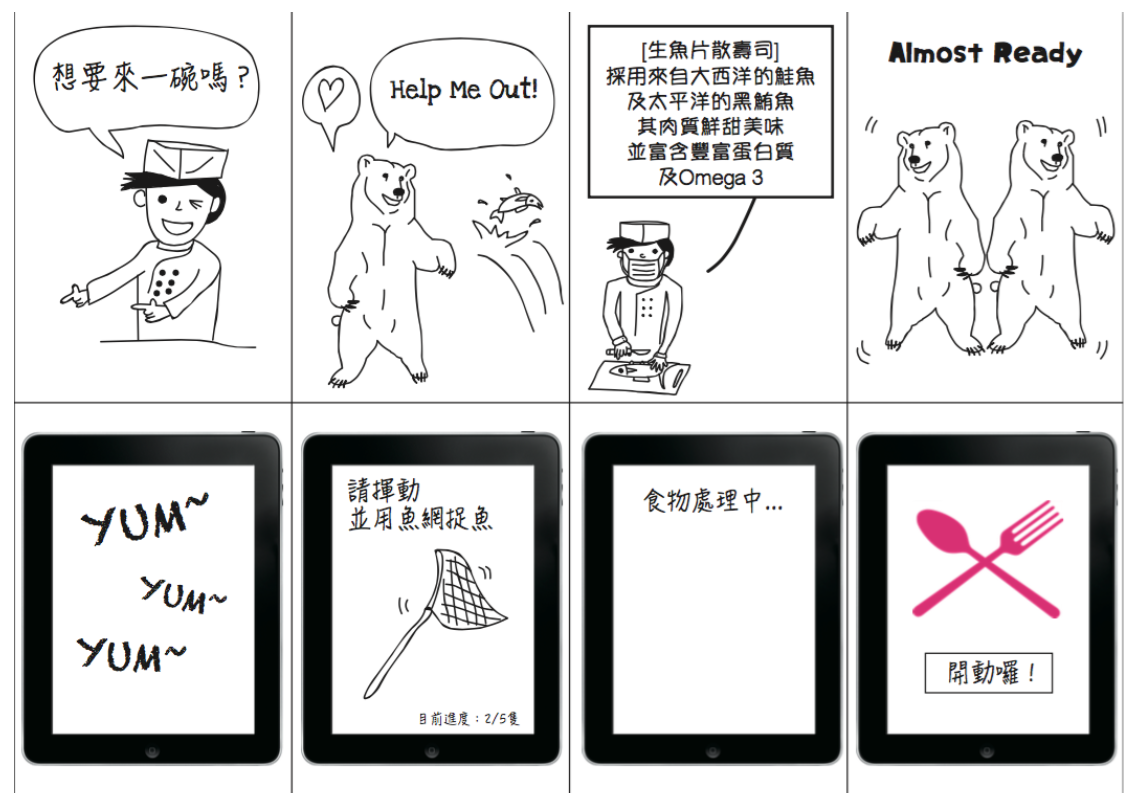 想要來一碗嗎？
Help Me Out!
[生魚片散壽司]
採用來自大西洋的鮭魚
及太平洋的黑鮪魚
其肉質鮮甜美味
並富含豐富蛋白質
及Omega 3
Almost Ready
YUM~
YUM~
YUM~
請揮動
並用魚網捉魚
目前進度：2/5隻
食物處理中...
開動囉！